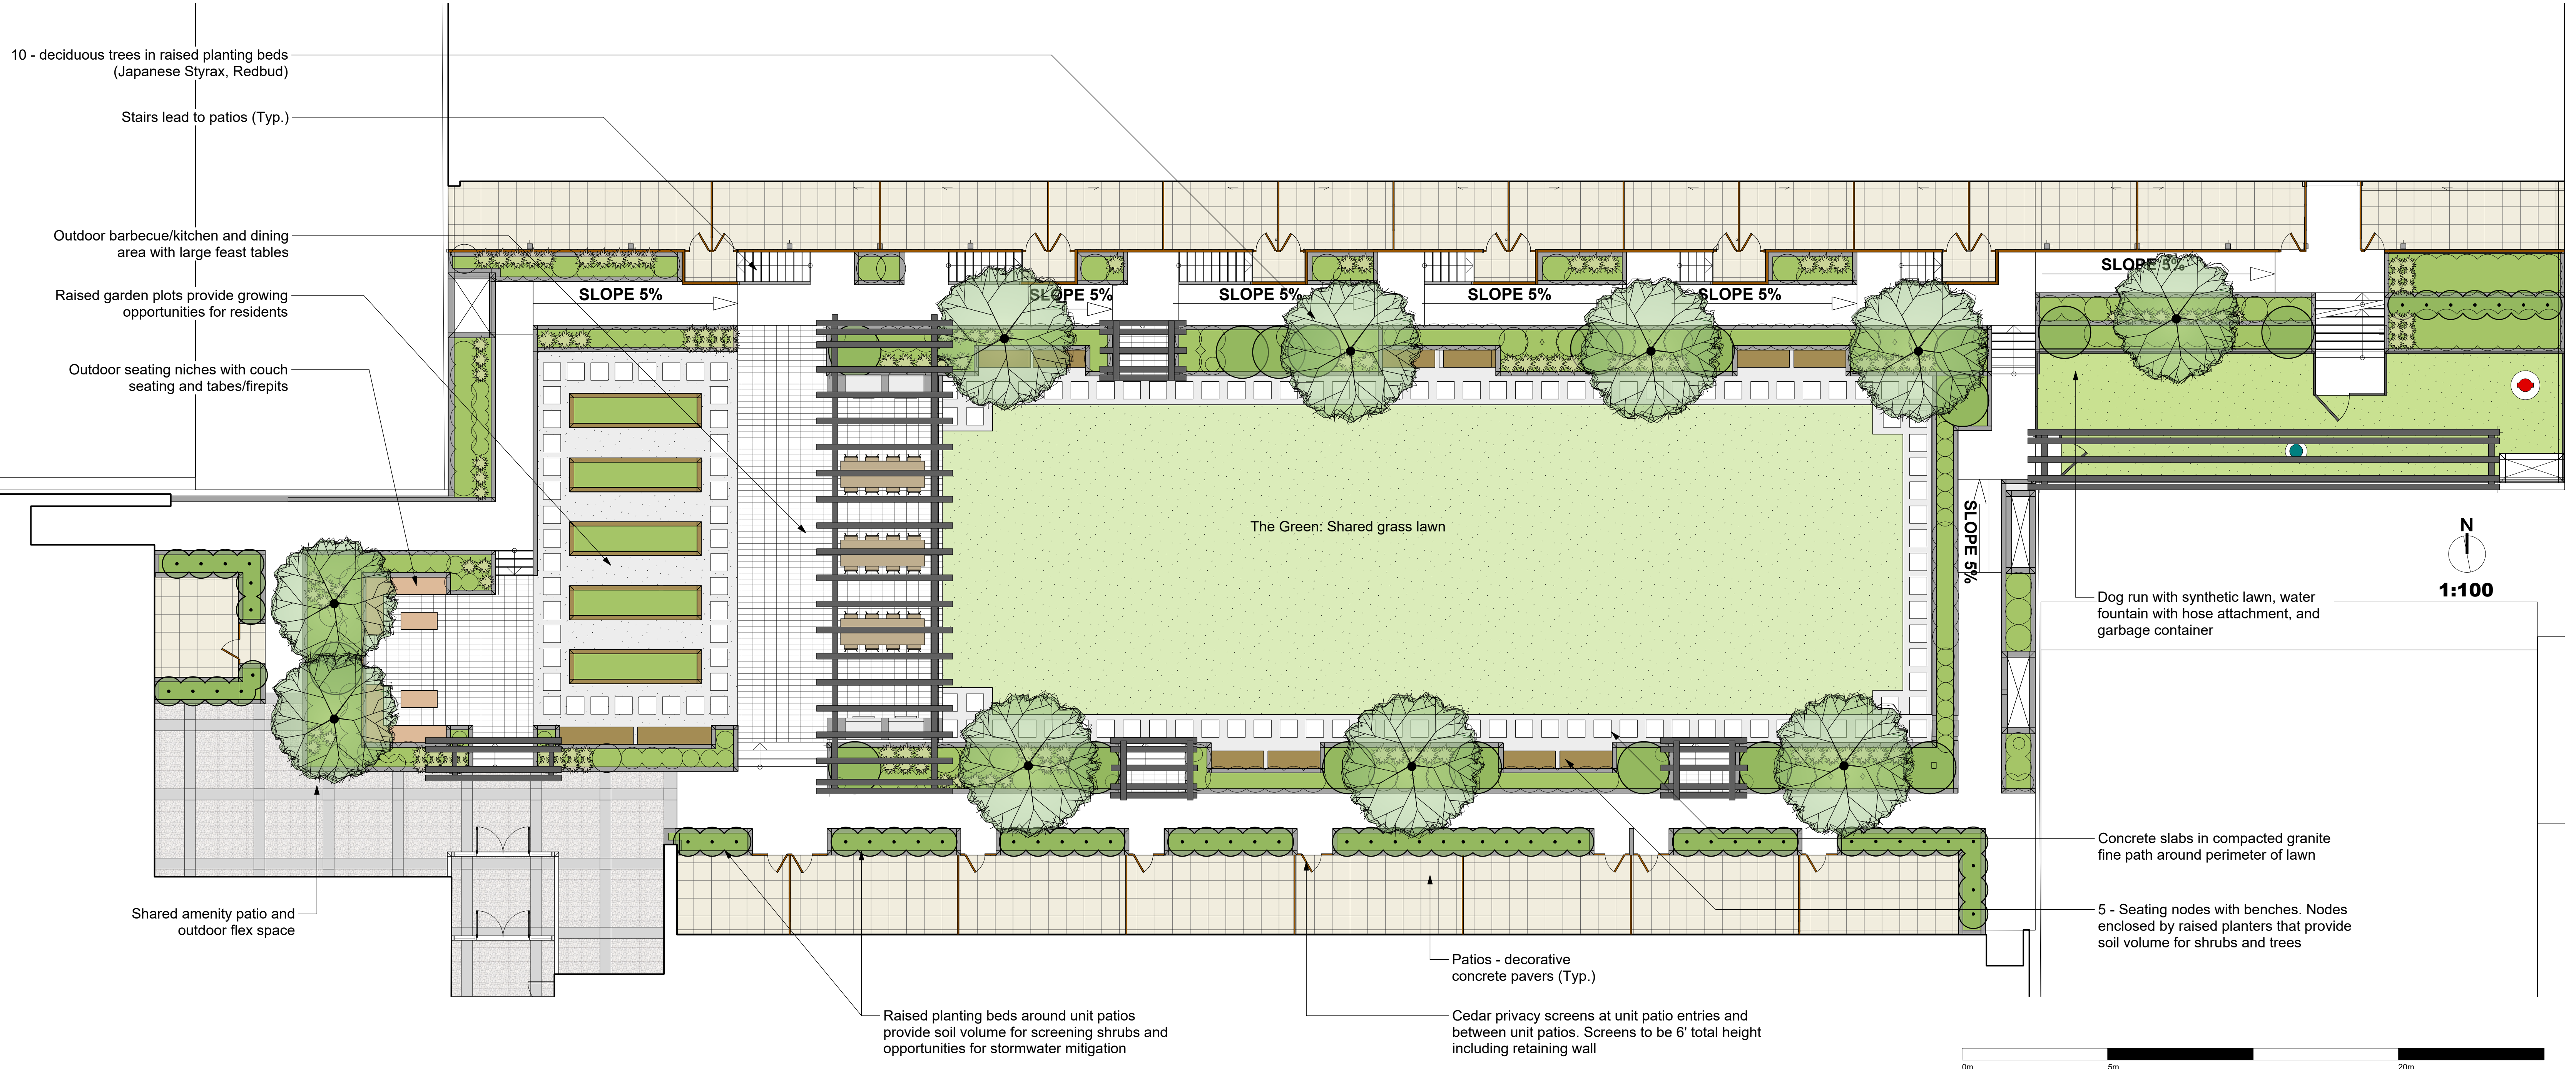 10 - deciduous trees in raised planting beds
(Japanese Styrax, Redbud)
Stairs lead to patios (Typ.)
Outdoor barbecue/kitchen and dining
area with large feast tables
Raised garden plots provide growing
opportunities for residents
Outdoor seating niches with couch
seating and tabes/firepits
SLOPE 5%
SLOPE 5%
SLOPE 5%
SLOPE 5%
SLOPE 5%
SLOPE 5%
The Green: Shared grass lawn
SLOPE 5%
N
1:100
Dog run with synthetic lawn, water
fountain with hose attachment, and
garbage container
Concrete slabs in compacted granite
fine path around perimeter of lawn
5 - Seating nodes with benches. Nodes
enclosed by raised planters that provide
soil volume for shrubs and trees
Shared amenity patio and
outdoor flex space
Patios - decorative
concrete pavers (Typ.)
Raised planting beds around unit patios
provide soil volume for screening shrubs and
opportunities for stormwater mitigation
Cedar privacy screens at unit patio entries and
between unit patios. Screens to be 6' total height
including retaining wall
0m 5m 20m